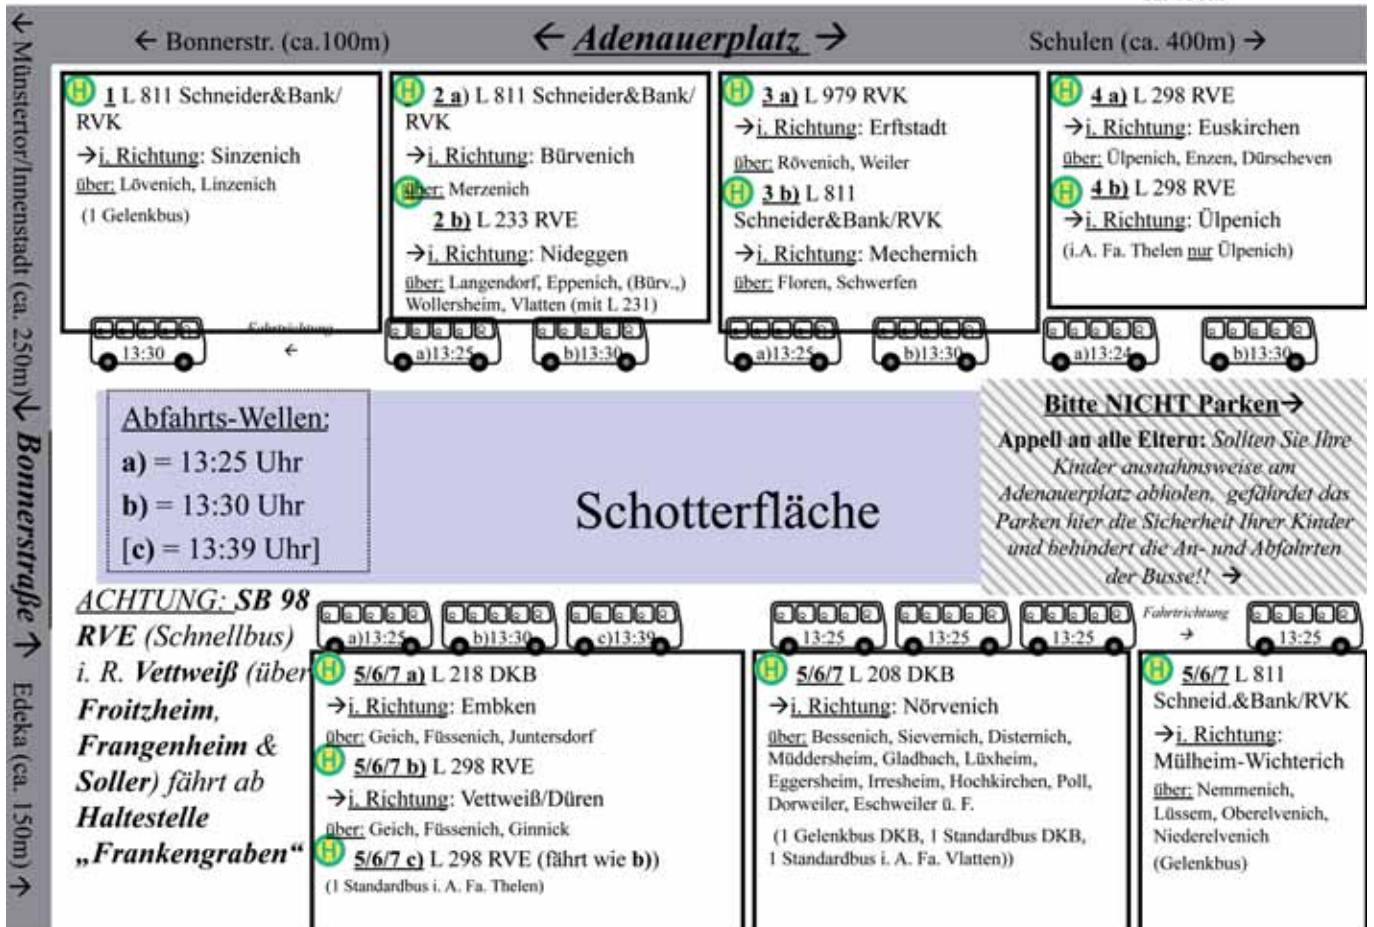 ← Bonnerstr. (ca.100m)
← Adenauerplatz →
Schulen (ca. 400m) →
← Münstertor/Innenstadt (ca. 250m)← Bonnerstraße → Edeka (ca. 150m) →
H 1 L 811 Schneider&Bank/
RVK
→i. Richtung: Sinzenich
über: Lövenich, Linzenich
(1 Gelenkbus)
H 2 a) L 811 Schneider&Bank/
RVK
→i. Richtung: Bürvenich
über: Merzenich
H 2 b) L 233 RVE
→i. Richtung: Nideggen
über: Langendorf, Eppenich, (Bürv.,)
Wollersheim, Vlatten (mit L 231)
H 3 a) L 979 RVK
→i. Richtung: Erftstadt
über: Rövenich, Weiler
H 3 b) L 811
Schneider&Bank/RVK
→i. Richtung: Mechernich
über: Floren, Schwerfen
H 4 a) L 298 RVE
→i. Richtung: Euskirchen
über: Ülpenich, Enzen, Dürscheven
H 4 b) L 298 RVE
→i. Richtung: Ülpenich
(i.A. Fa. Thelen nur Ülpenich)
13:30
Fahrtrichtung
←
a)13:25
b)13:30
a)13:25
b)13:30
a)13:24
b)13:30
Abfahrts-Wellen:
a) = 13:25 Uhr
b) = 13:30 Uhr
[c) = 13:39 Uhr]
Schotterfläche
Bitte NICHT Parken→
Appell an alle Eltern: Sollten Sie Ihre
Kinder ausnahmsweise am
Adenauerplatz abholen, gefährdet das
Parken hier die Sicherheit Ihrer Kinder
und behindert die An- und Abfahrten
der Busse!! →
ACHTUNG: SB 98
RVE (Schnellbus)
i. R. Vettweiß (über
Froitzheim,
Frangenheim &
Soller) fährt ab
Haltestelle
„Frankengraben“
a)13:25
b)13:30
c)13:39
13:25
13:25
13:25
Fahrtrichtung
→
13:25
H 5/6/7 a) L 218 DKB
→i. Richtung: Embken
über: Geich, Füssenich, Juntersdorf
H 5/6/7 b) L 298 RVE
→i. Richtung: Vettweiß/Düren
über: Geich, Füssenich, Ginnick
H 5/6/7 c) L 298 RVE (fährt wie b))
(1 Standardbus i. A. Fa. Thelen)
H 5/6/7 L 208 DKB
→i. Richtung: Nörvenich
über: Bessenich, Sievernich, Disternich,
Müddersheim, Gladbach, Lüxheim,
Eggersheim, Irresheim, Hochkirchen, Poll,
Dorweiler, Eschweiler ü. F.
(1 Gelenkbus DKB, 1 Standardbus DKB,
1 Standardbus i. A. Fa. Vlatten))
H 5/6/7 L 811
Schneid.&Bank/RVK
→i. Richtung:
Mülheim-Wichterich
über: Nemmenich,
Lüssem, Oberelvenich,
Niederelvenich
(Gelenkbus)